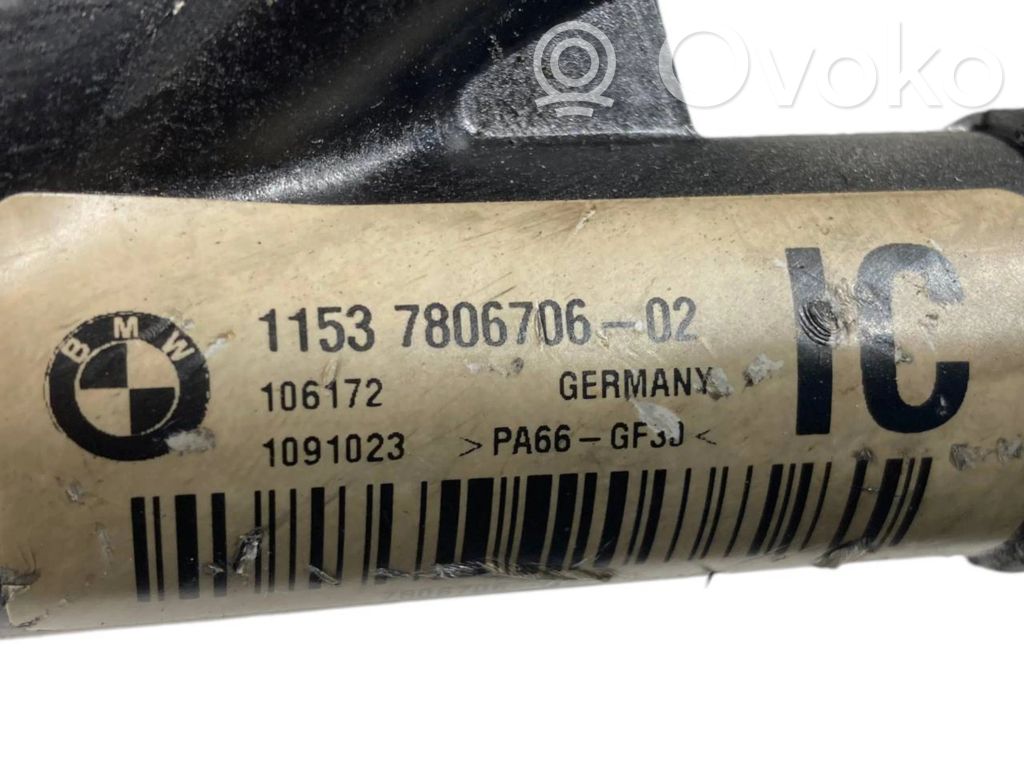 Ovoko
BMW
1153 7806706-02
IC
106172 GERMANY
1091023 >PA66-GF30<